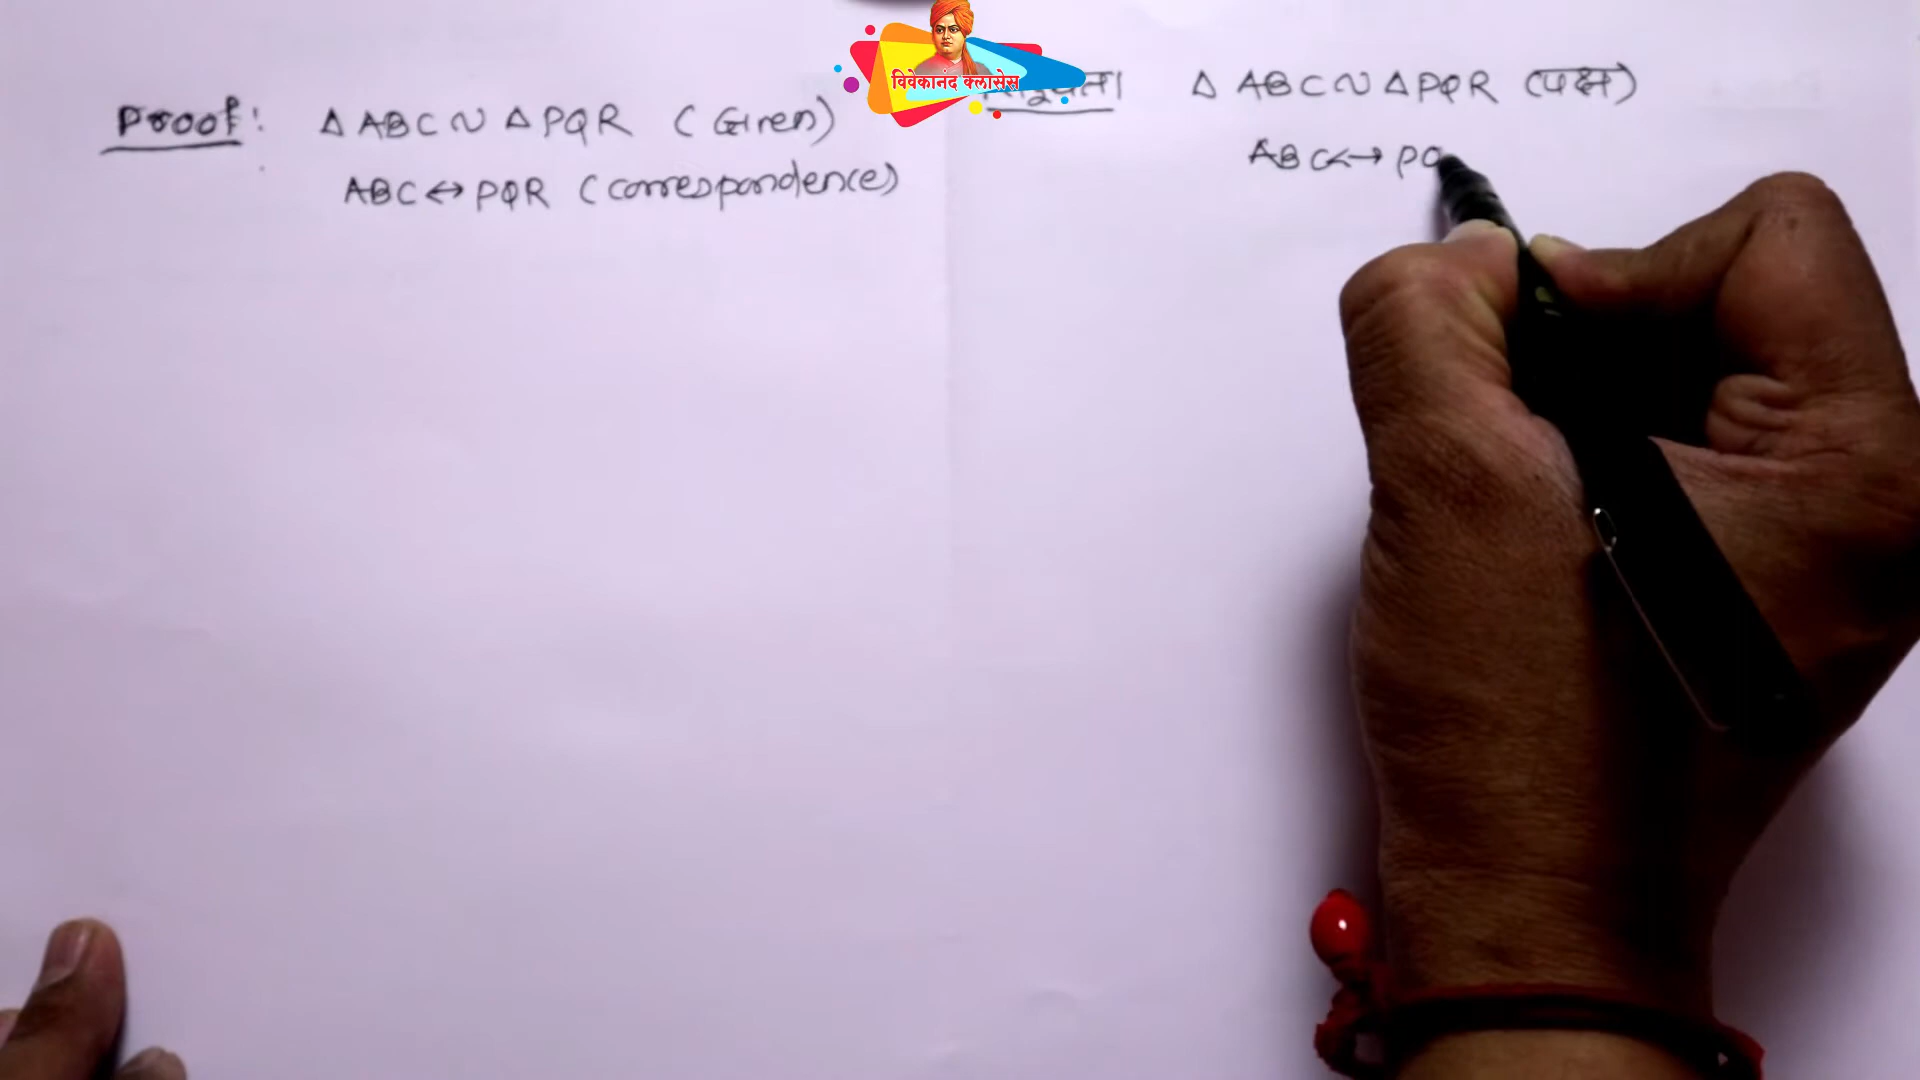 विवेकानंद क्लासेस
Proof: Δ ABC ~ Δ PQR (Given)
ABC ↔ PQR (correspondence)
Δ ABC ~ Δ PQR (पक्ष)
ABC ↔ PQ